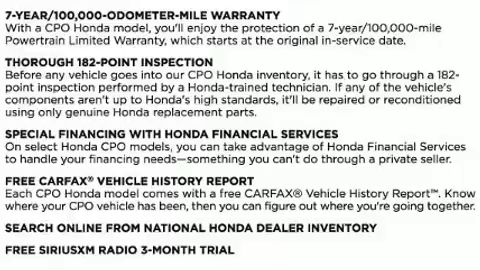 7-YEAR/100,000-ODOMETER-MILE WARRANTY
With a CPO Honda model, you'll enjoy the protection of a 7-year/100,000-mile
Powertrain Limited Warranty, which starts at the original in-service date.
THOROUGH 182-POINT INSPECTION
Before any vehicle goes into our CPO Honda inventory, it has to go through a 182-
point inspection performed by a Honda-trained technician. If any of the vehicle's
components aren't up to Honda's high standards, it'll be repaired or reconditioned
using only genuine Honda replacement parts.
SPECIAL FINANCING WITH HONDA FINANCIAL SERVICES
On select Honda CPO models, you can take advantage of Honda Financial Services
to handle your financing needs—something you can't do through a private seller.
FREE CARFAX® VEHICLE HISTORY REPORT
Each CPO Honda model comes with a free CARFAX® Vehicle History Report℠. Know
where your CPO vehicle has been, then you can figure out where you're going together.
SEARCH ONLINE FROM NATIONAL HONDA DEALER INVENTORY
FREE SIRIUSXM RADIO 3-MONTH TRIAL